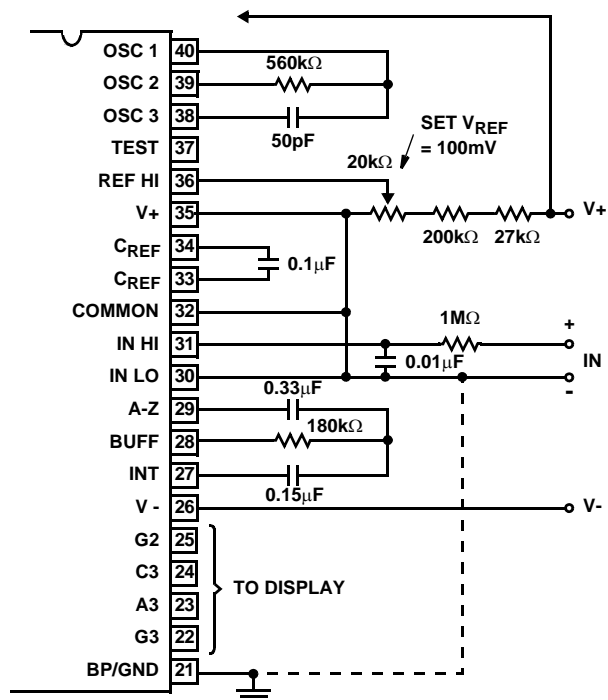 OSC 1 40
560kΩ
OSC 2 39
OSC 3 38
50pF
TEST 37
SET VREF
= 100mV
20kΩ
REF HI 36
V+ 35
V+
200kΩ 27kΩ
CREF 34
0.1µF
CREF 33
COMMON 32
1MΩ
IN HI 31
+
0.01µF
IN
IN LO 30
-
0.33µF
A-Z 29
180kΩ
BUFF 28
INT 27
0.15µF
V - 26
V-
G2 25
C3 24
TO DISPLAY
A3 23
G3 22
BP/GND 21